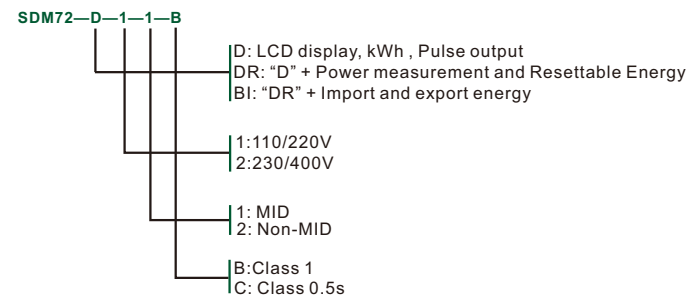 SDM72—D—1—1—B
D: LCD display, kWh , Pulse output
DR: “D” + Power measurement and Resettable Energy
BI: “DR” + Import and export energy
1:110/220V
2:230/400V
1: MID
2: Non-MID
B:Class 1
C: Class 0.5s